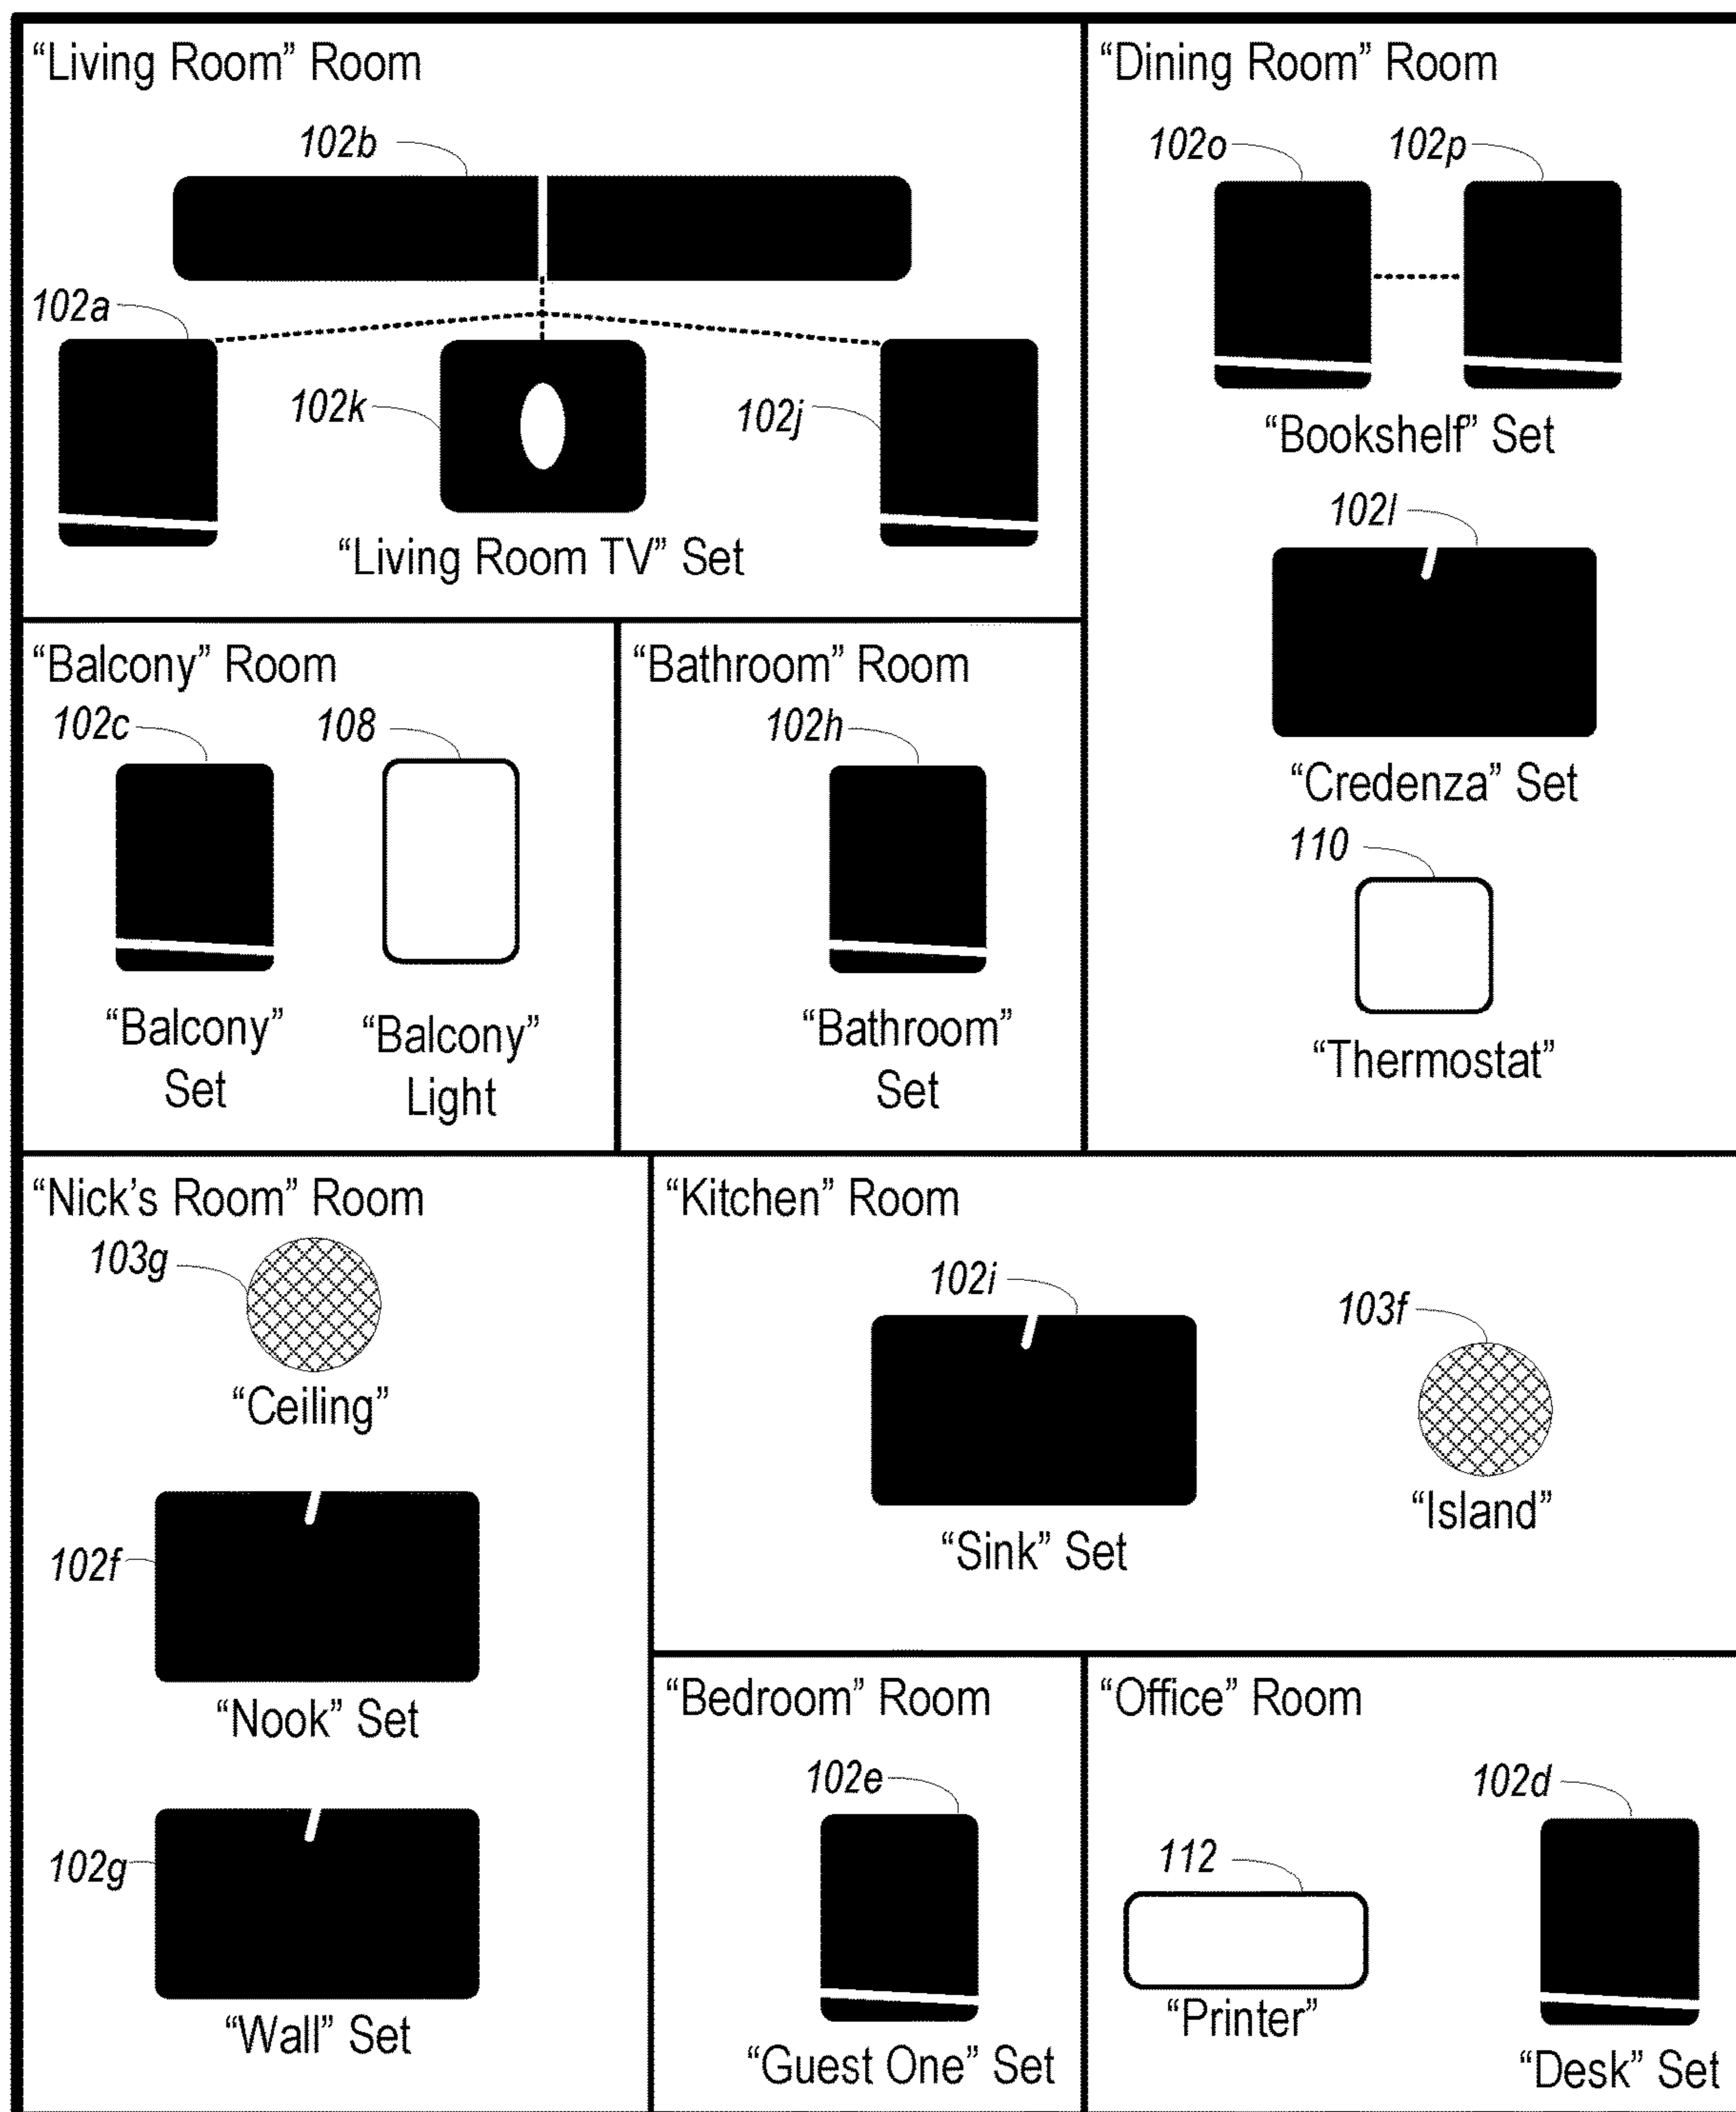 “Living Room” Room
102b
102a
102k
102j
“Living Room TV” Set
“Dining Room” Room
102o
102p
“Bookshelf” Set
102l
“Credenza” Set
110
“Thermostat”
“Balcony” Room
102c
108
“Balcony”
Set
“Balcony”
Light
“Bathroom” Room
102h
“Bathroom”
Set
“Nick’s Room” Room
103g
“Ceiling”
102f
“Nook” Set
102g
“Wall” Set
“Kitchen” Room
102i
“Sink” Set
103f
“Island”
“Bedroom” Room
102e
“Guest One” Set
“Office” Room
112
“Printer”
102d
“Desk” Set